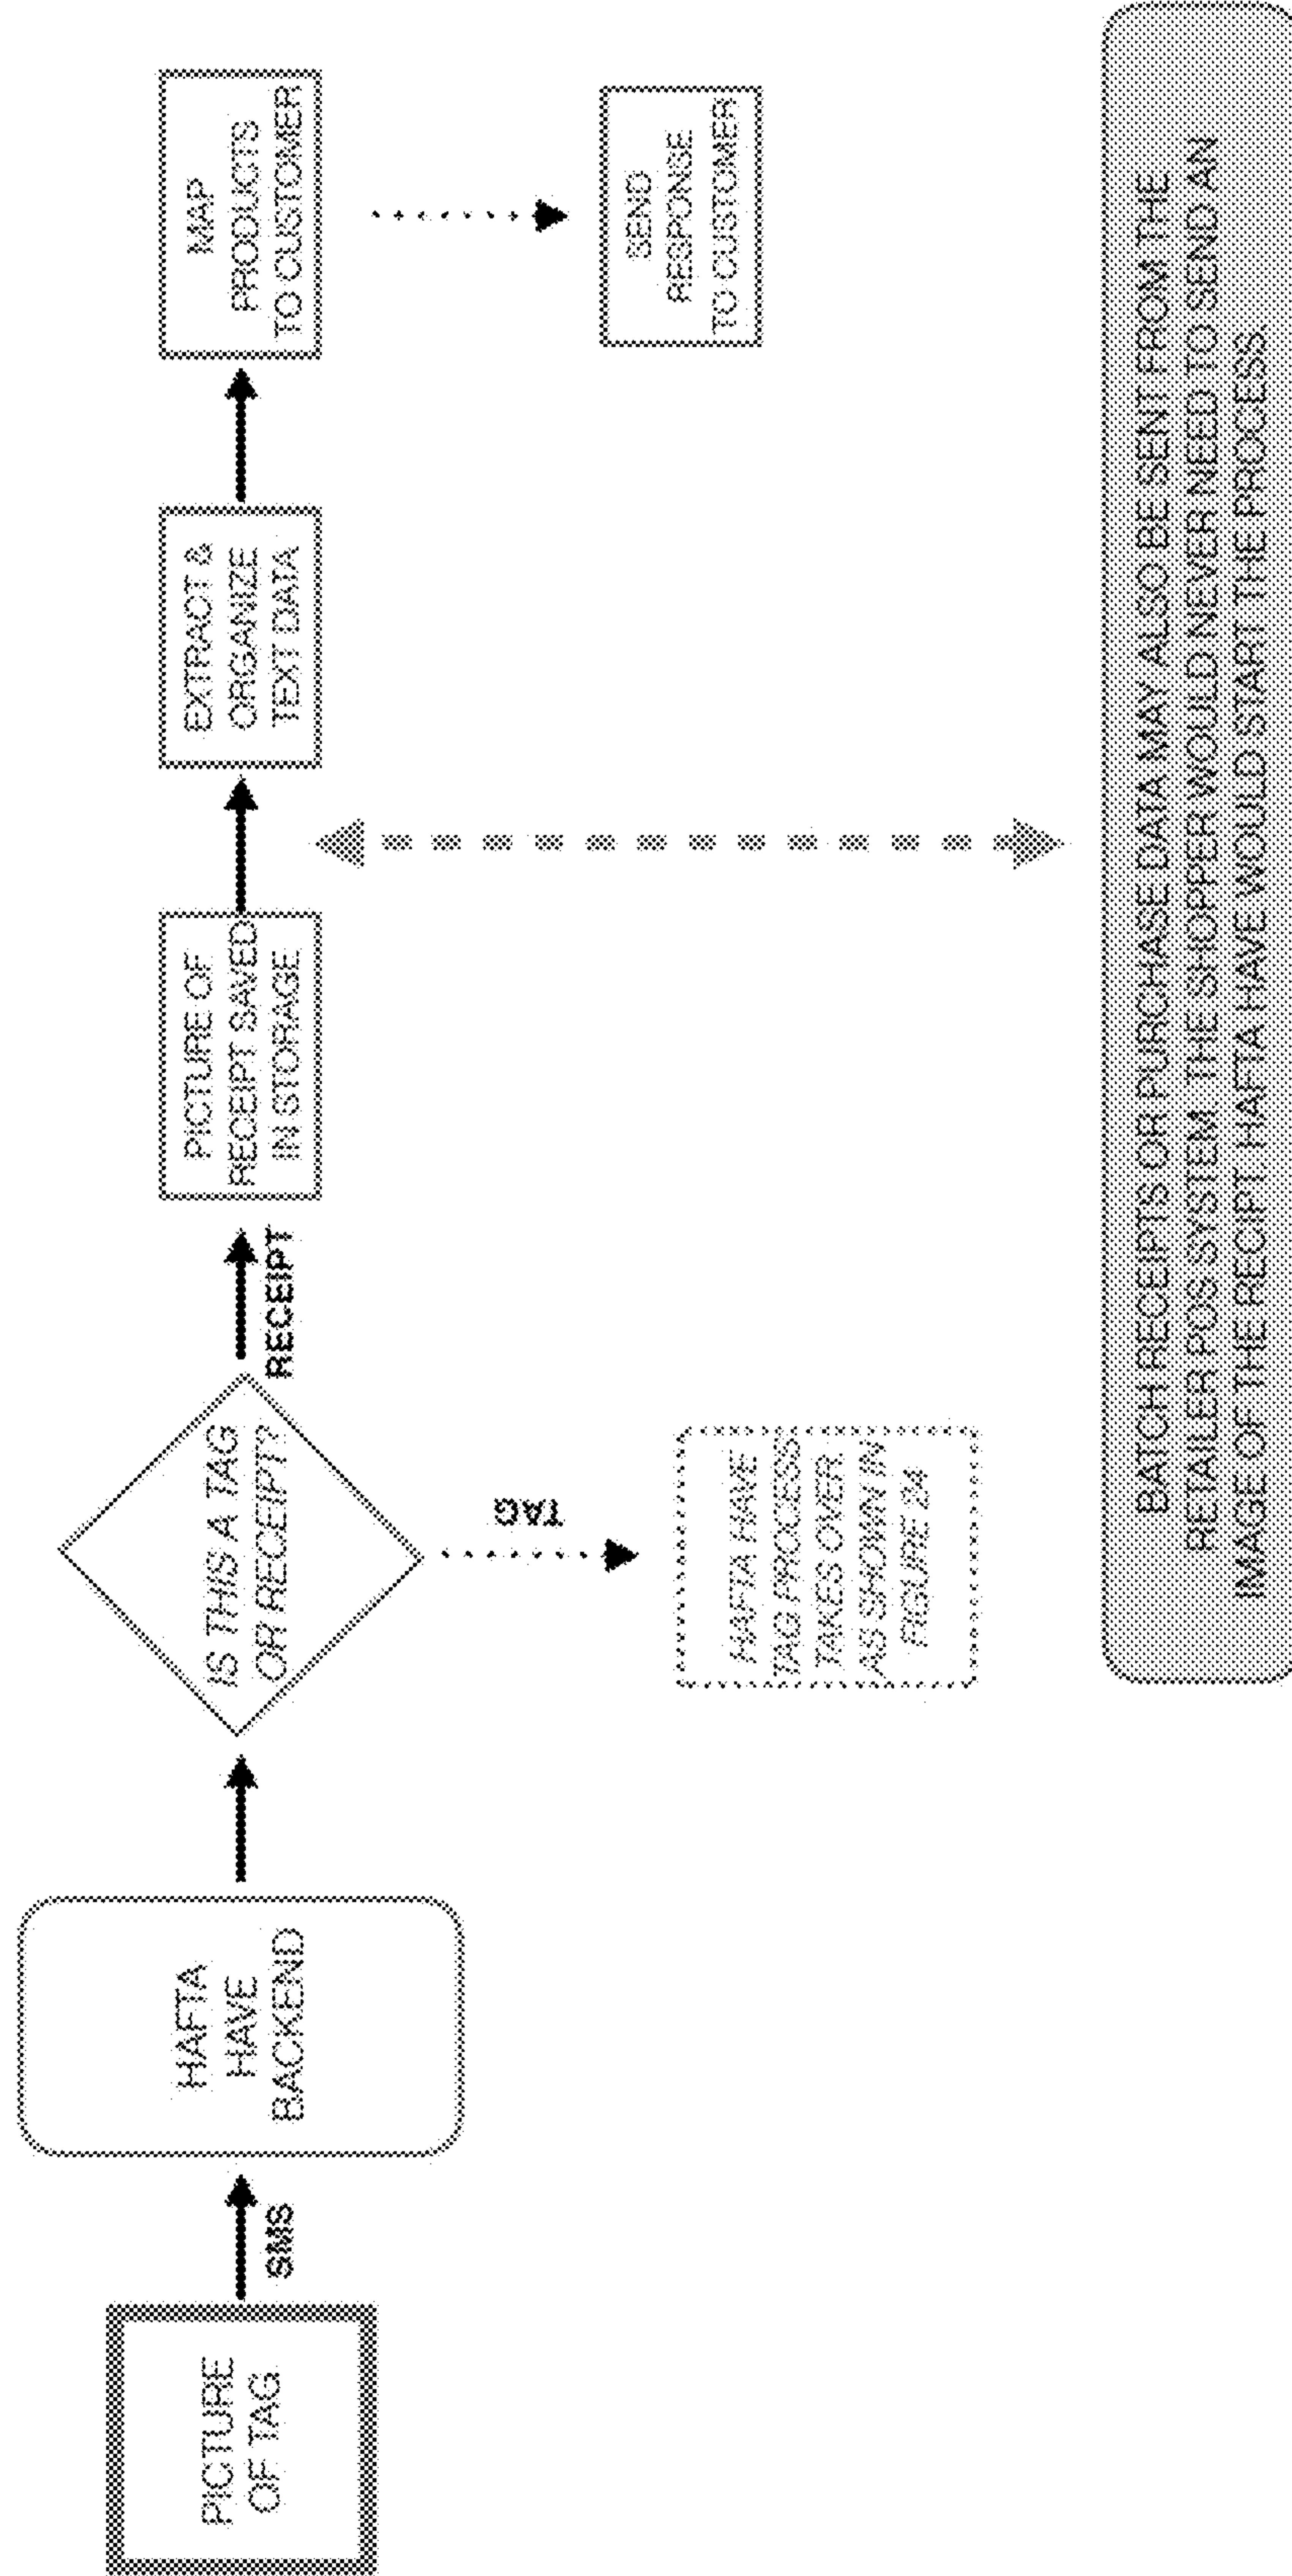 PICTURE
OF TAG
SMS
HAFTA
HAVE
BACKEND
IS THIS A TAG
OR RECEIPT?
RECEIPT
TAG
HAFTA HAVE
TAG PROCESS
TAKES OVER
AS SHOWN IN
FIGURE 24
PICTURE OF
RECEIPT SAVED
IN STORAGE
EXTRACT &
ORGANIZE
TEXT DATA
MAP
PRODUCTS
TO CUSTOMER
SEND
RESPONSE
TO CUSTOMER
BATCH RECEIPTS OR PURCHASE DATA MAY ALSO BE SENT FROM THE
RETAILER POS SYSTEM. THE SHOPPER WOULD NEVER NEED TO SEND AN
IMAGE OF THE RECIPT HAFTA HAVE WOULD START THE PROCESS